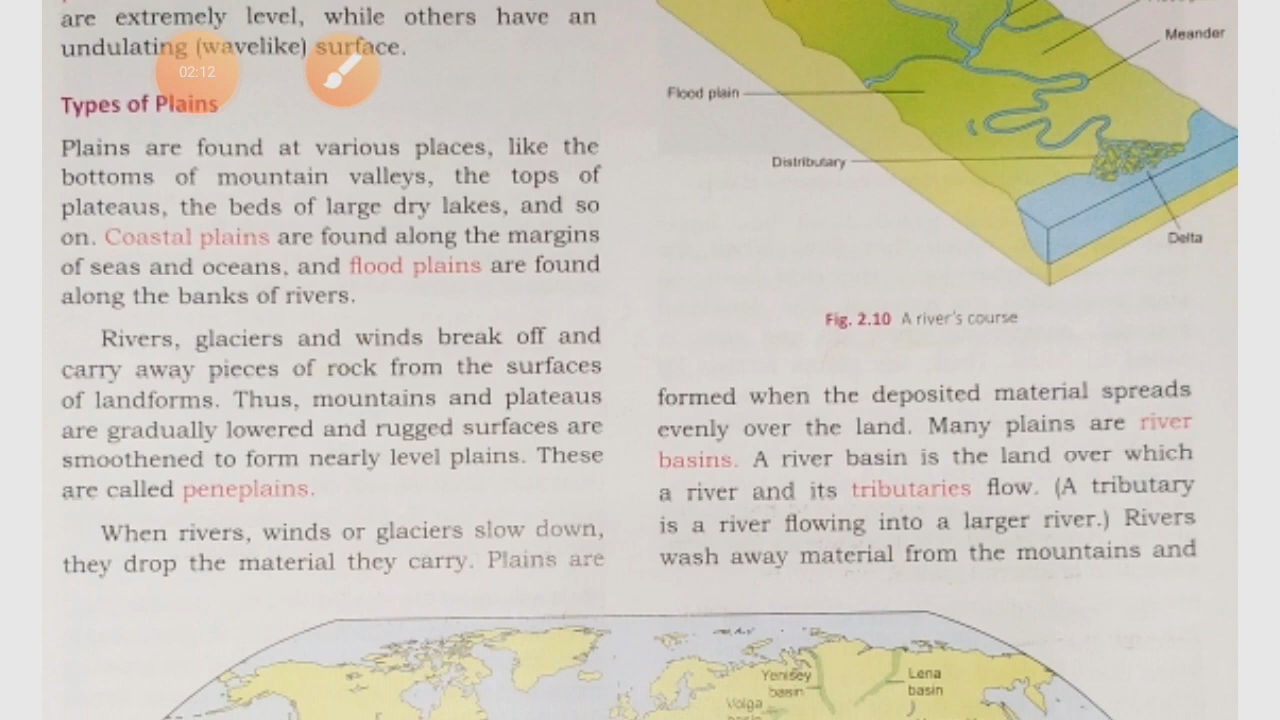 are extremely level, while others have an
undulating (wavelike) surface.
02:12
Types of Plains
Plains are found at various places, like the
bottoms of mountain valleys, the tops of
plateaus, the beds of large dry lakes, and so
on. Coastal plains are found along the margins
of seas and oceans, and flood plains are found
along the banks of rivers.
Rivers, glaciers and winds break off and
carry away pieces of rock from the surfaces
of landforms. Thus, mountains and plateaus
are gradually lowered and rugged surfaces are
smoothened to form nearly level plains. These
are called peneplains.
When rivers, winds or glaciers slow down,
they drop the material they carry. Plains are
Meander
Flood plain
Distributary
Delta
Fig. 2.10 A river's course
formed when the deposited material spreads
evenly over the land. Many plains are river
basins. A river basin is the land over which
a river and its tributaries flow. (A tributary
is a river flowing into a larger river.) Rivers
wash away material from the mountains and
Yenisey
basin
Lena
basin
Volga